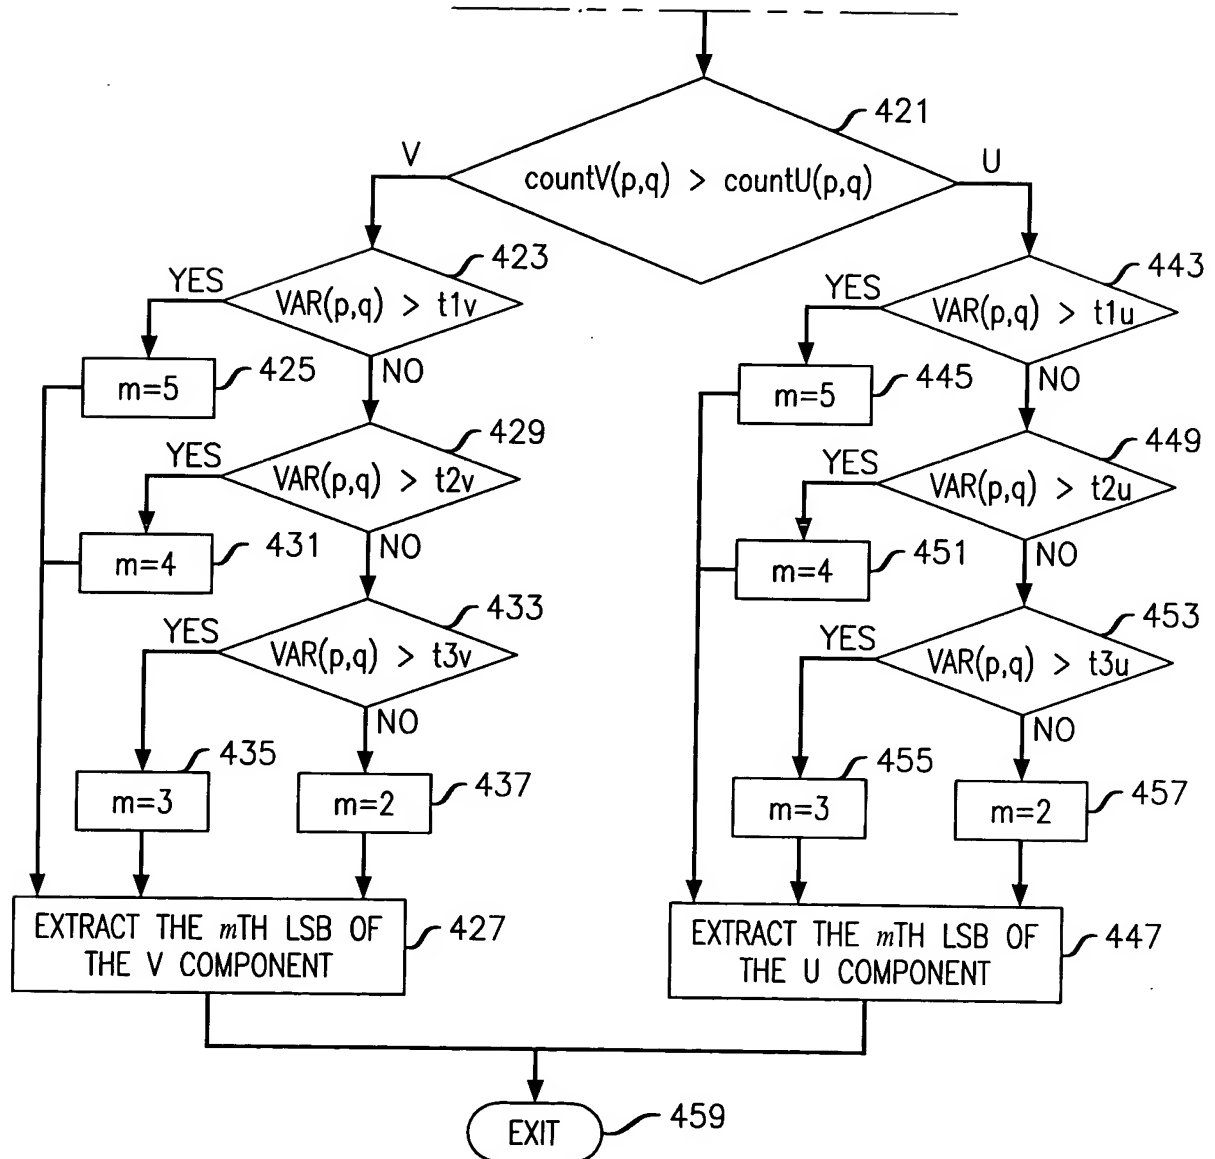 421
V
countV(p,q) > countU(p,q)
U
423
YES
VAR(p,q) > t1v
425
m=5
NO
429
YES
VAR(p,q) > t2v
431
m=4
NO
433
YES
VAR(p,q) > t3v
NO
435
m=3
437
m=2
EXTRACT THE mTH LSB OF
THE V COMPONENT
427
443
YES
VAR(p,q) > t1u
445
m=5
NO
449
YES
VAR(p,q) > t2u
451
m=4
NO
453
YES
VAR(p,q) > t3u
NO
455
m=3
457
m=2
EXTRACT THE mTH LSB OF
THE U COMPONENT
447
EXIT
459